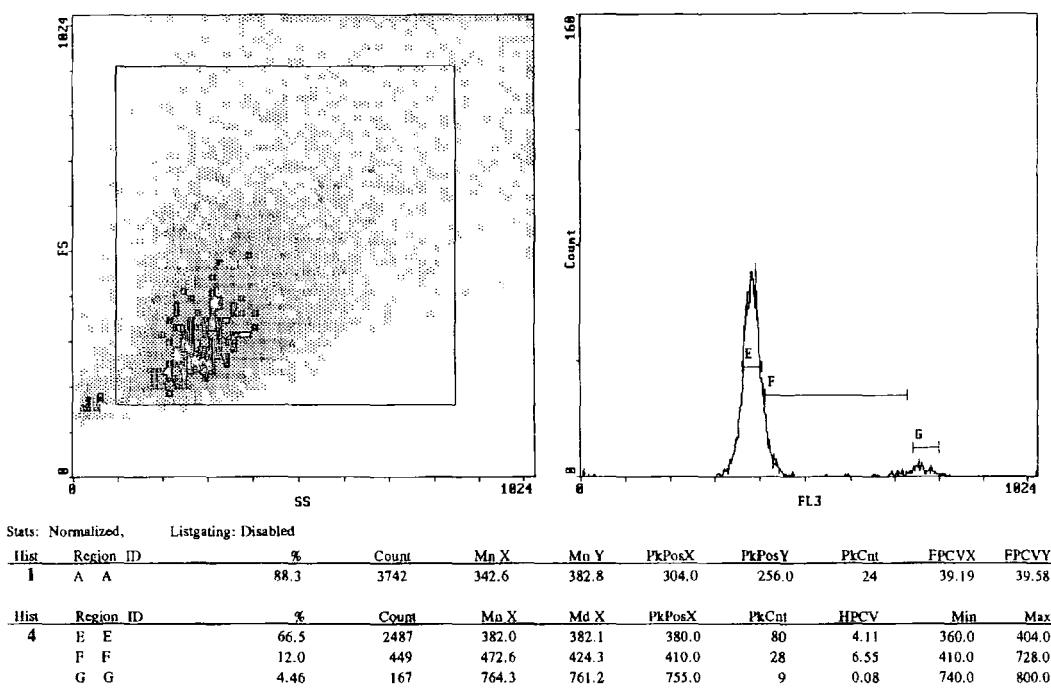 1024
FS
0
0
SS
1024
160
Count
0
E
F
G
0
FL3
1024
Stats: Normalized, Listgating: Disabled
Hist Region ID % Count Mn X Mn Y PkPosX PkPosY PkCnt FPCVX FPCVY
1 A A 88.3 3742 342.6 382.8 304.0 256.0 24 39.19 39.58
Hist Region ID % Count Mn X Md X PkPosX PkCnt HPCV Min Max
4 E E 66.5 2487 382.0 382.1 380.0 80 4.11 360.0 404.0
F F 12.0 449 472.6 424.3 410.0 28 6.55 410.0 728.0
G G 4.46 167 764.3 761.2 755.0 9 0.08 740.0 800.0